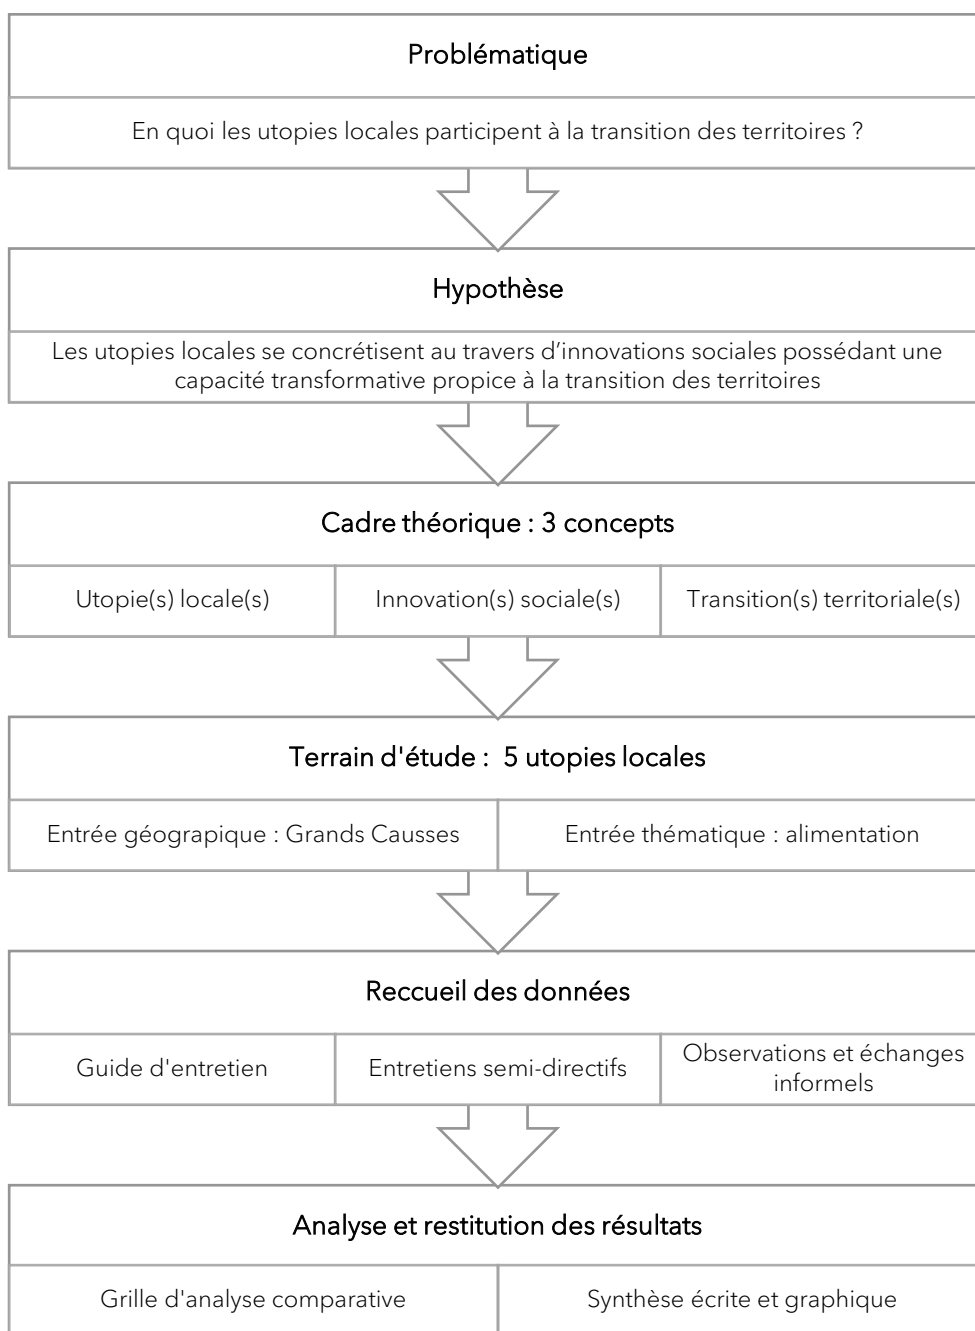 Problématique
En quoi les utopies locales participent à la transition des territoires ?
Hypothèse
Les utopies locales se concrétisent au travers d’innovations sociales possédant une
capacité transformative propice à la transition des territoires
Cadre théorique : 3 concepts
Utopie(s) locale(s)
Innovation(s) sociale(s)
Transition(s) territoriale(s)
Terrain d'étude :  5 utopies locales
Entrée géograpique : Grands Causses
Entrée thématique : alimentation
Reccueil des données
Guide d'entretien
Entretiens semi-directifs
Observations et échanges
informels
Analyse et restitution des résultats
Grille d'analyse comparative
Synthèse écrite et graphique